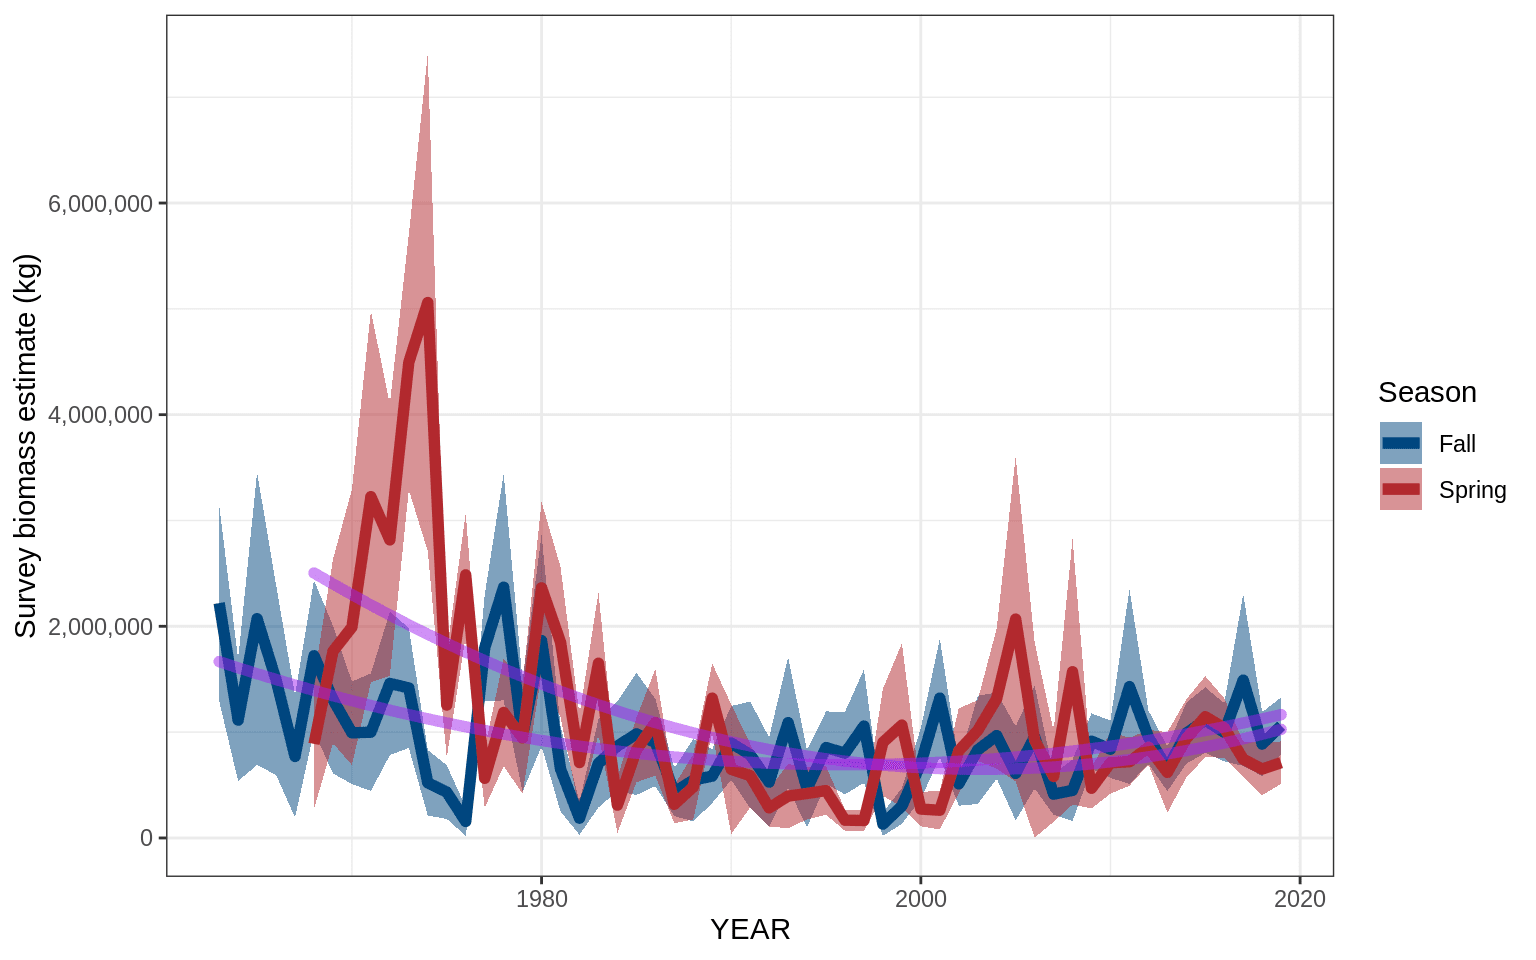 Survey biomass estimate (kg)
6,000,000
4,000,000
2,000,000
0
1980
2000
2020
YEAR
Season
Fall
Spring